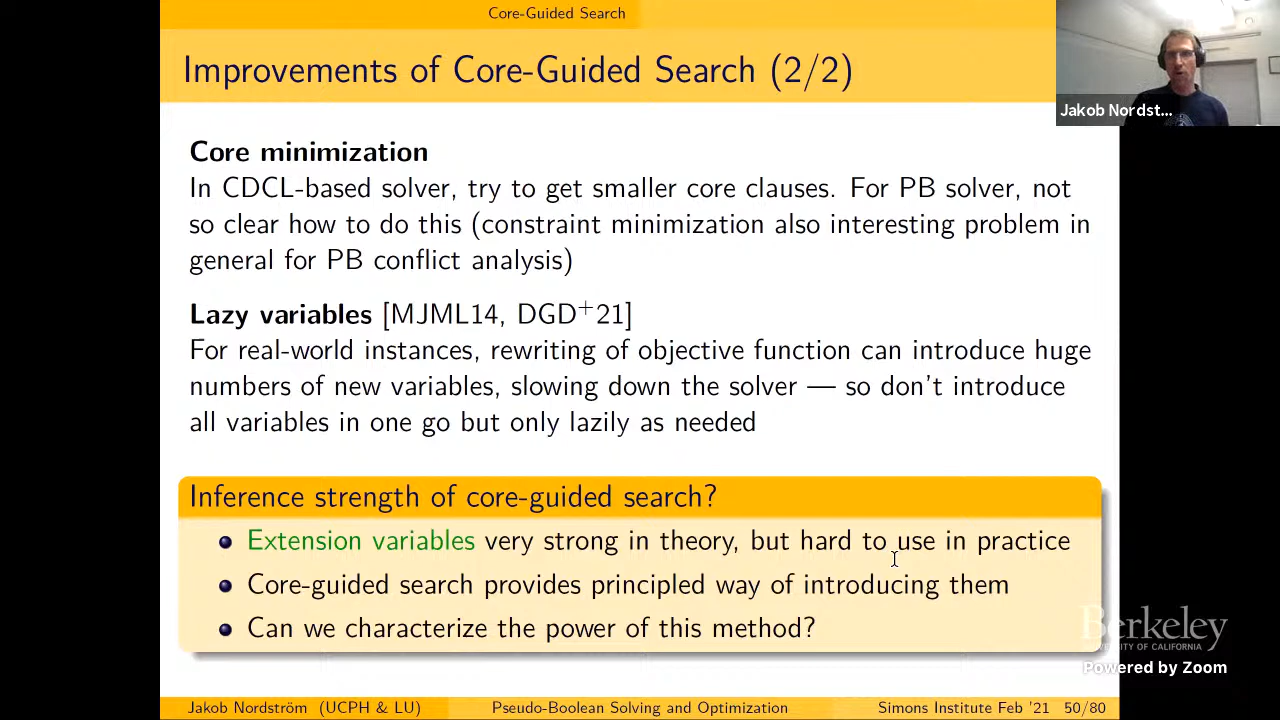 Core-Guided Search
Improvements of Core-Guided Search (2/2)
Jakob Nordst...
Core minimization
In CDCL-based solver, try to get smaller core clauses. For PB solver, not
so clear how to do this (constraint minimization also interesting problem in
general for PB conflict analysis)
Lazy variables [MJML14, DGD+21]
For real-world instances, rewriting of objective function can introduce huge
numbers of new variables, slowing down the solver — so don't introduce
all variables in one go but only lazily as needed
Inference strength of core-guided search?
Extension variables very strong in theory, but hard to use in practice
Core-guided search provides principled way of introducing them
Can we characterize the power of this method?
Berkeley
UNIVERSITY OF CALIFORNIA
Powered by Zoom
Jakob Nordström (UCPH & LU) Pseudo-Boolean Solving and Optimization Simons Institute Feb '21 50/80